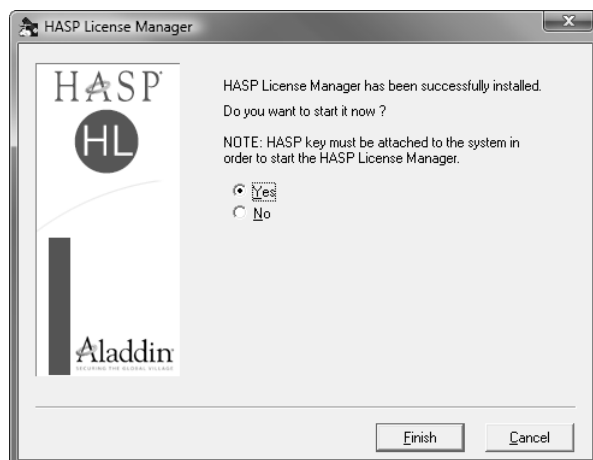 HASP License Manager
HASP
HL
Aladdin
SECURING THE GLOBAL VILLAGE
HASP License Manager has been successfully installed.
Do you want to start it now ?
NOTE: HASP key must be attached to the system in
order to start the HASP License Manager.
Yes
No
Finish
Cancel